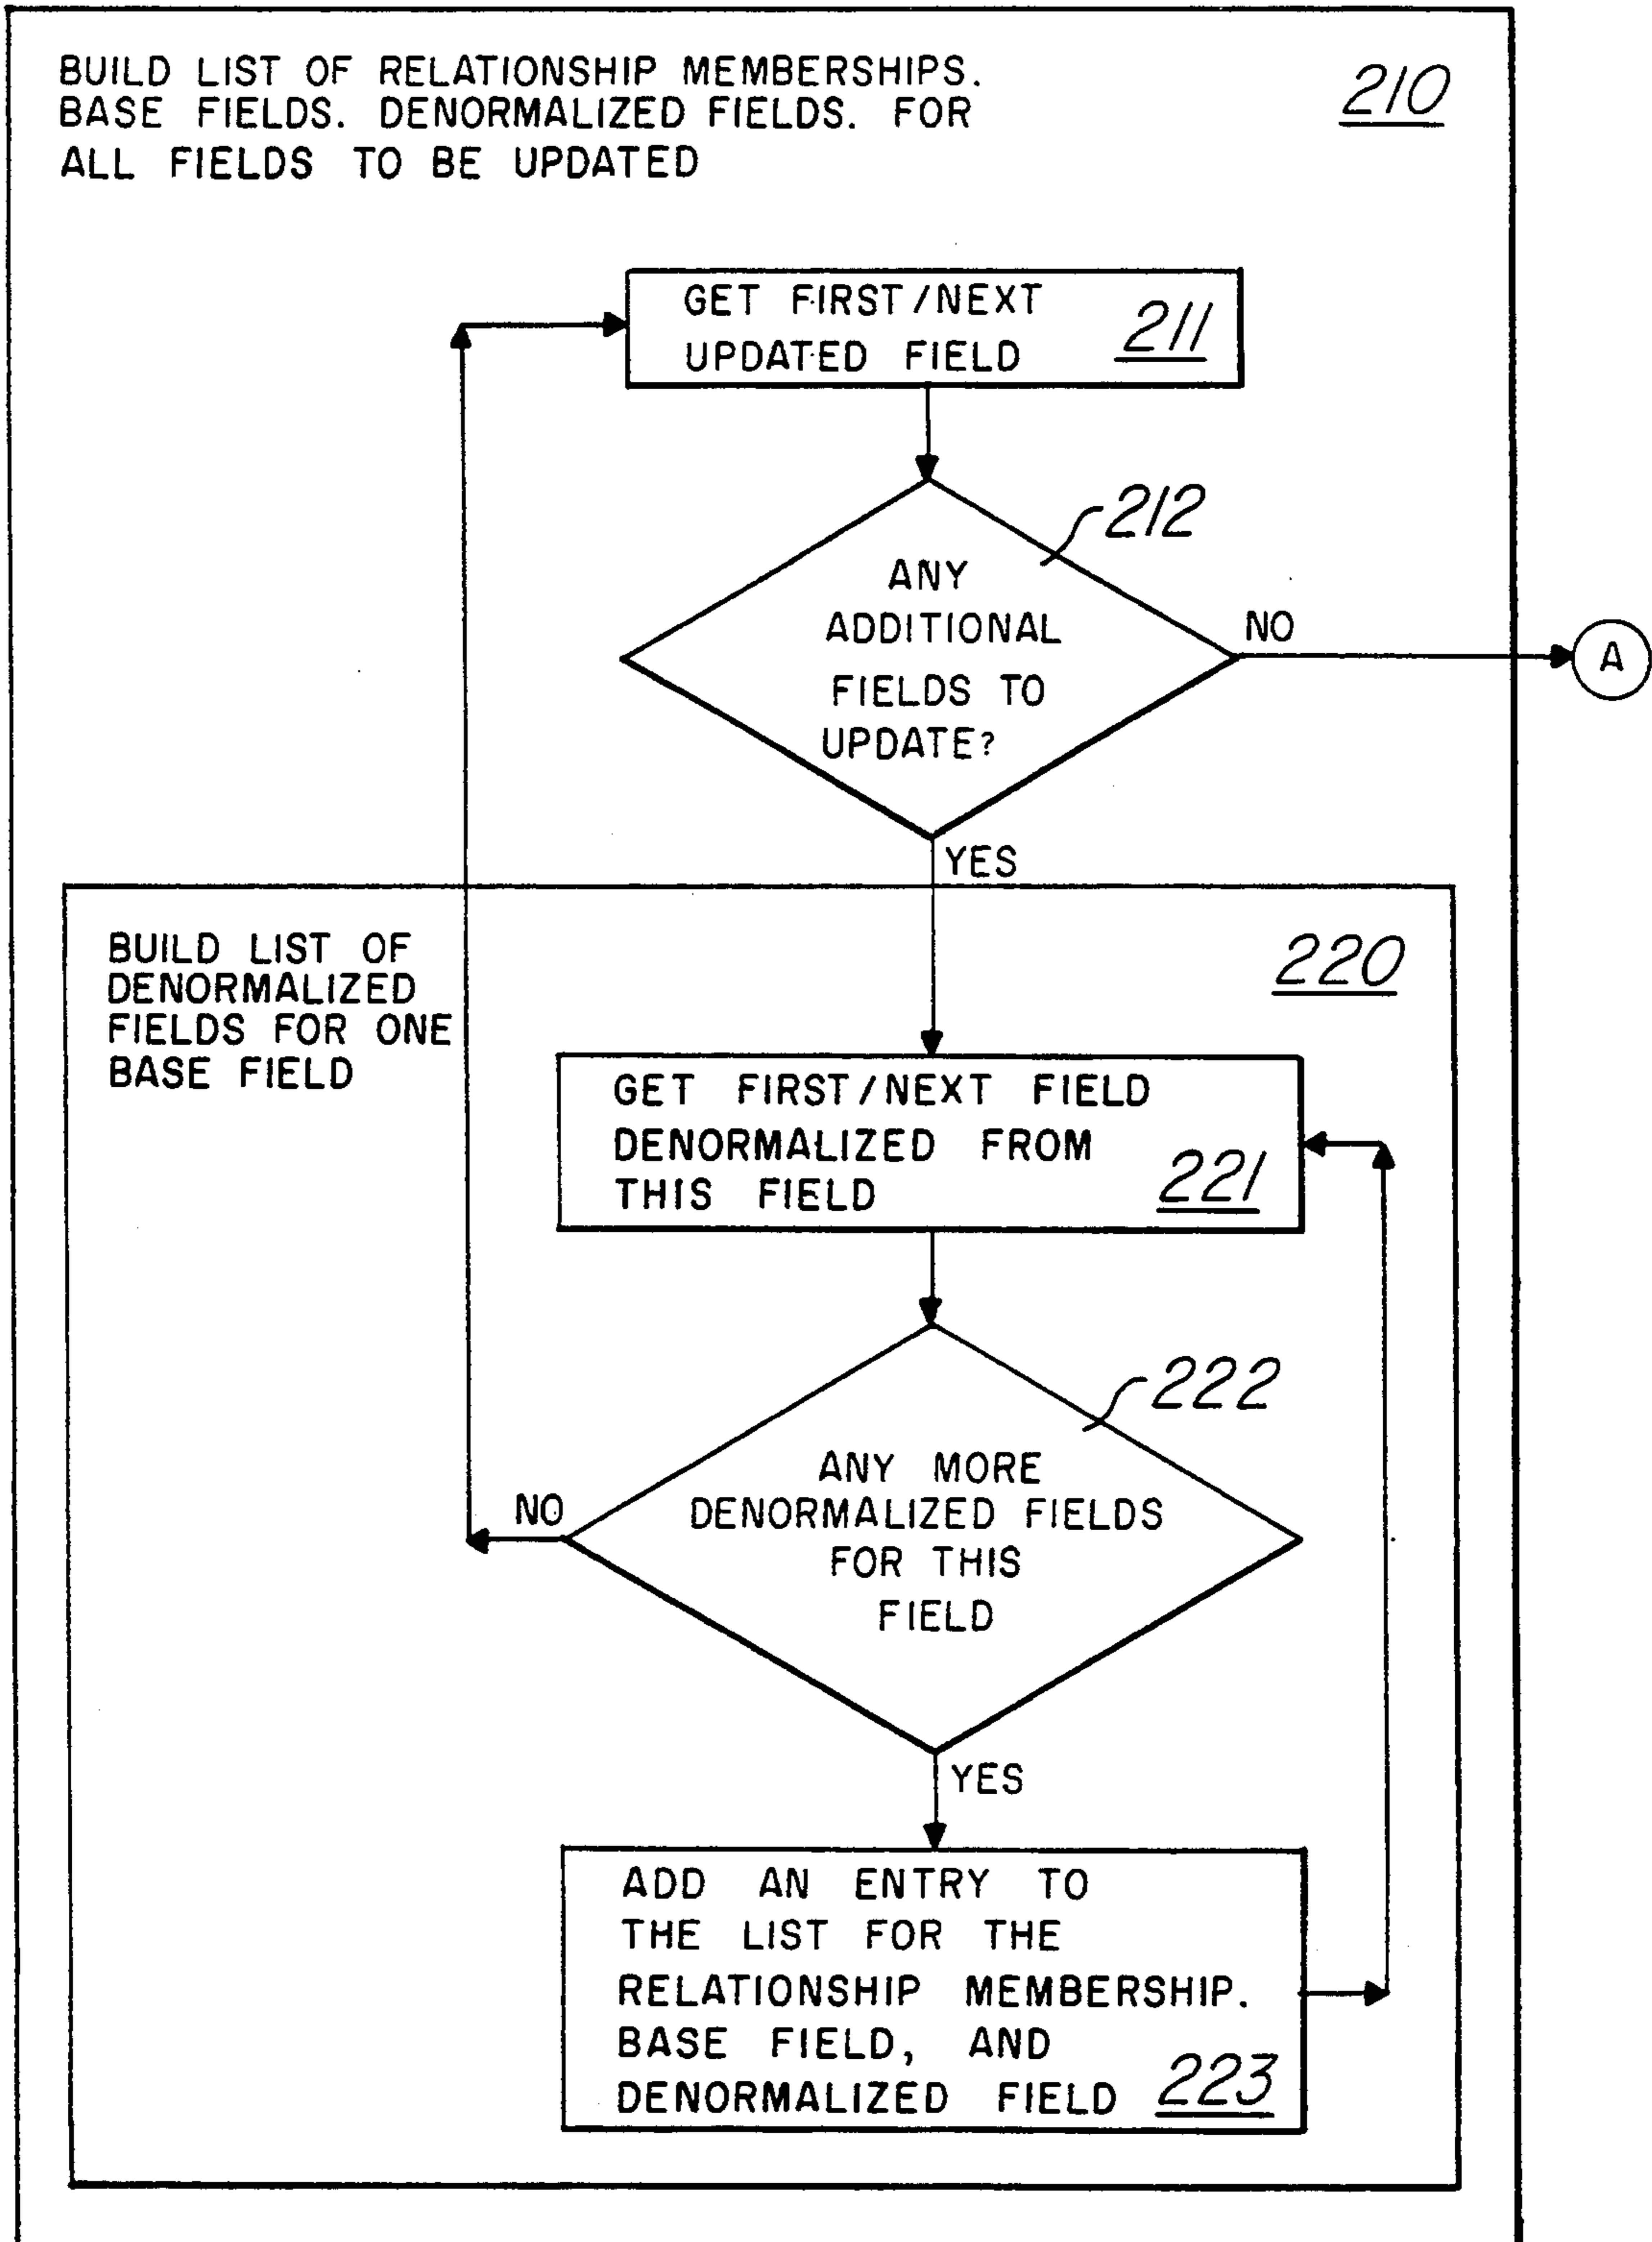 BUILD LIST OF RELATIONSHIP MEMBERSHIPS.
BASE FIELDS. DENORMALIZED FIELDS. FOR
ALL FIELDS TO BE UPDATED
210
GET FIRST/NEXT
UPDATED FIELD
211
212
ANY
ADDITIONAL
FIELDS TO
UPDATE?
NO
A
YES
BUILD LIST OF
DENORMALIZED
FIELDS FOR ONE
BASE FIELD
220
GET FIRST/NEXT FIELD
DENORMALIZED FROM
THIS FIELD
221
222
ANY MORE
DENORMALIZED FIELDS
FOR THIS
FIELD
NO
YES
ADD AN ENTRY TO
THE LIST FOR THE
RELATIONSHIP MEMBERSHIP.
BASE FIELD, AND
DENORMALIZED FIELD
223